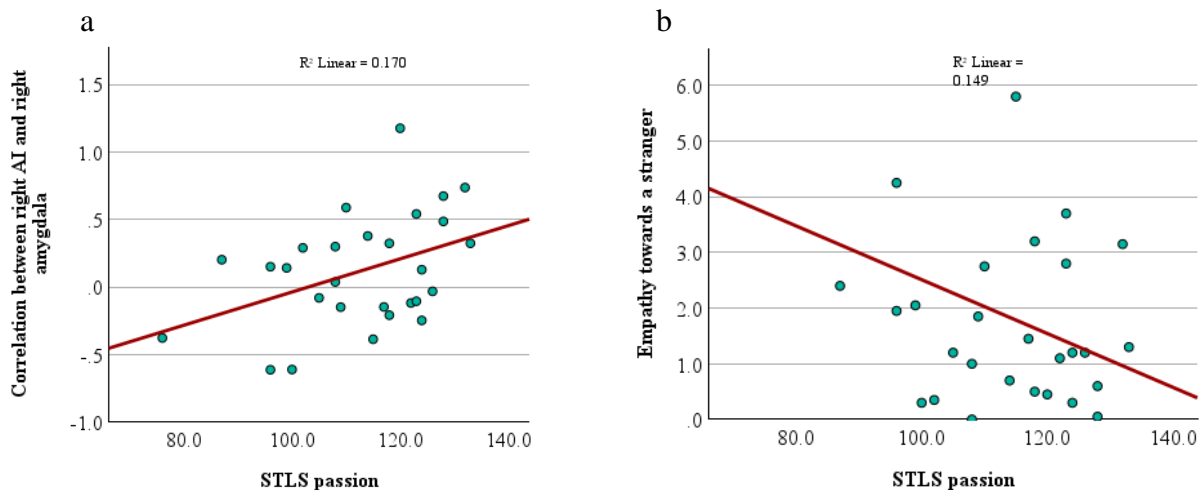 a
R² Linear = 0.170
Correlation between right AI and right
amygdala
1.5
1.0
.5
.0
-.5
-1.0
80.0
100.0
120.0
140.0
STLS passion
b
R² Linear =
0.149
Empathy towards a stranger
6.0
5.0
4.0
3.0
2.0
1.0
.0
80.0
100.0
120.0
140.0
STLS passion